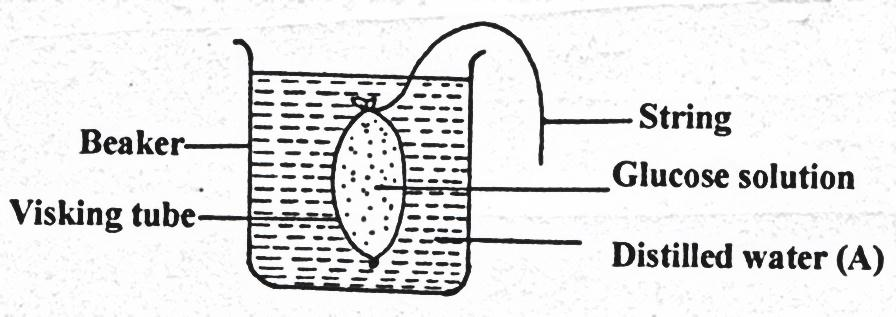 String
Beaker
Glucose solution
Visking tube
Distilled water (A)